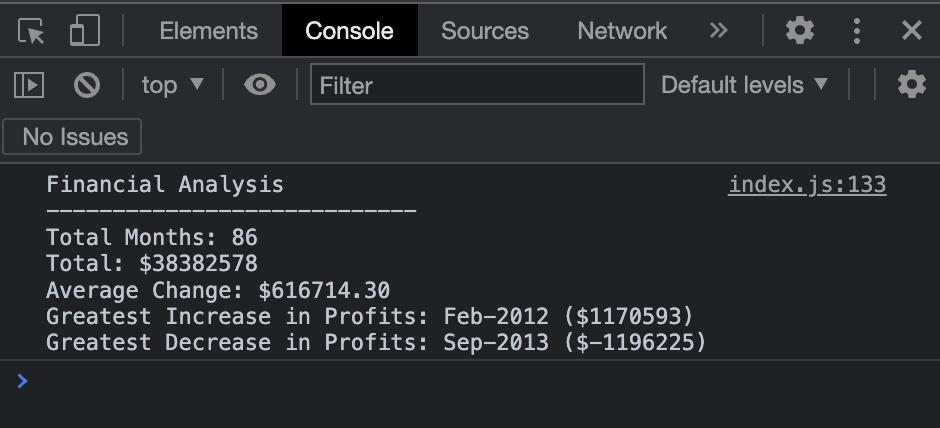 Elements Console Sources Network
top Filter Default levels
No Issues
Financial Analysis index.js:133
----------------------------
Total Months: 86
Total: $38382578
Average Change: $616714.30
Greatest Increase in Profits: Feb-2012 ($1170593)
Greatest Decrease in Profits: Sep-2013 ($-1196225)